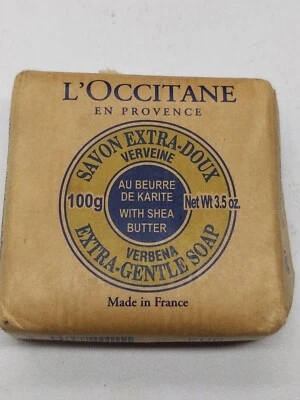 L'OCCITANE
EN PROVENCE
SAVON EXTRA-DOUX
VERVEINE
100g
AU BEURRE
DE KARITE
WITH SHEA
BUTTER
Net Wt 3.5 oz.
VERBENA
EXTRA-GENTLE SOAP
Made in France